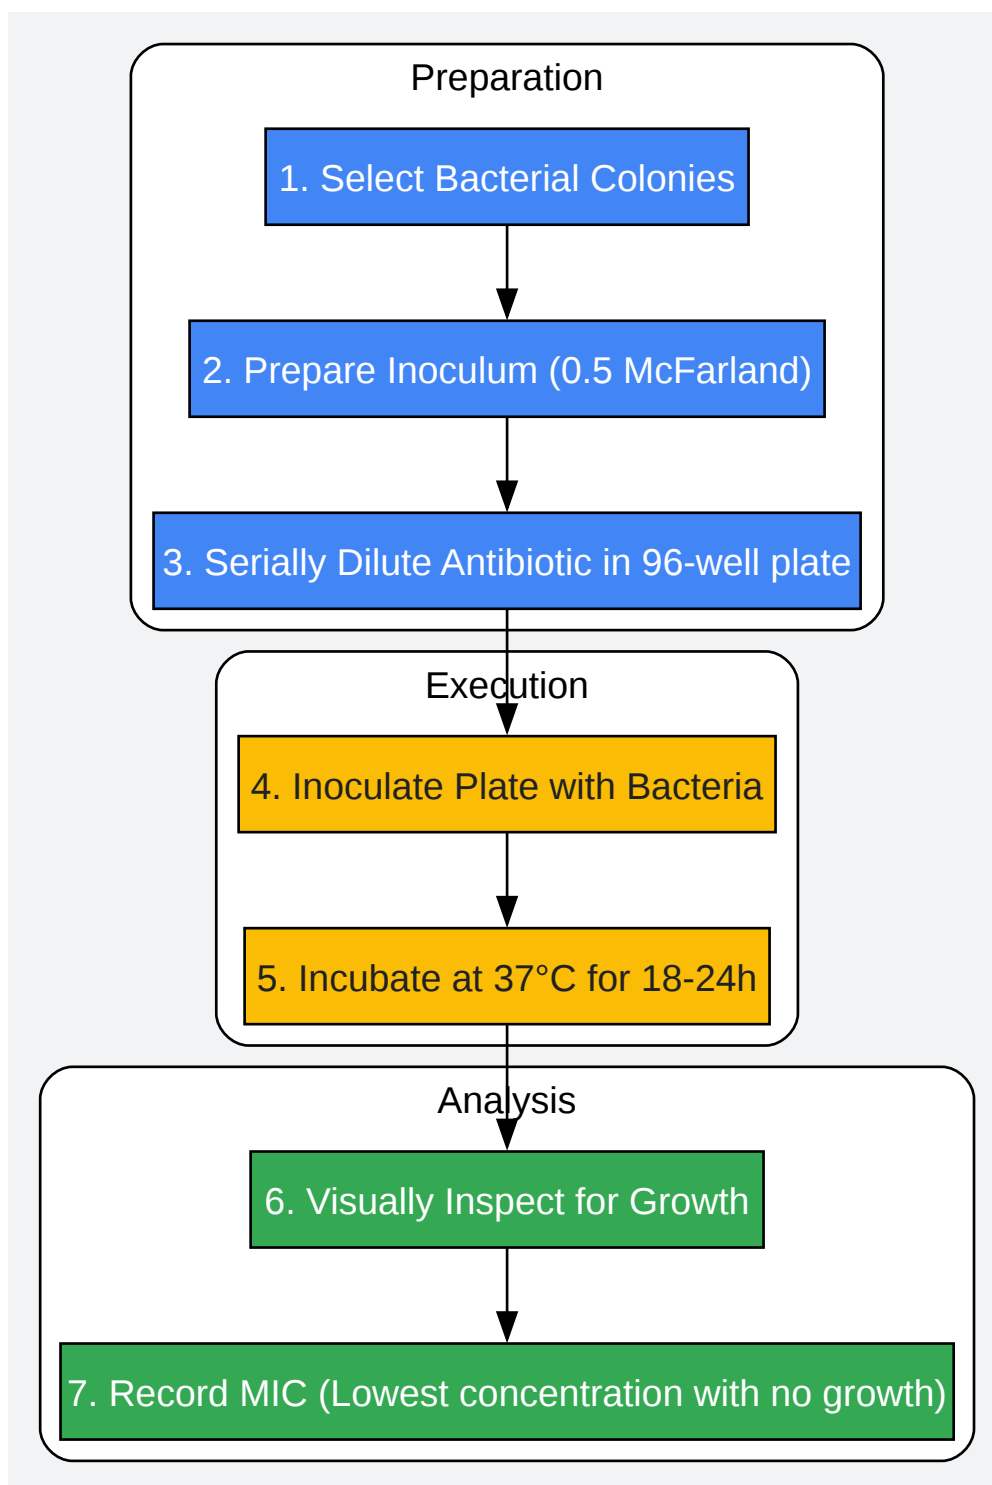 Preparation
1. Select Bacterial Colonies
2. Prepare Inoculum (0.5 McFarland)
3. Serially Dilute Antibiotic in 96-well plate
Execution
4. Inoculate Plate with Bacteria
5. Incubate at 37°C for 18-24h
Analysis
6. Visually Inspect for Growth
7. Record MIC (Lowest concentration with no growth)